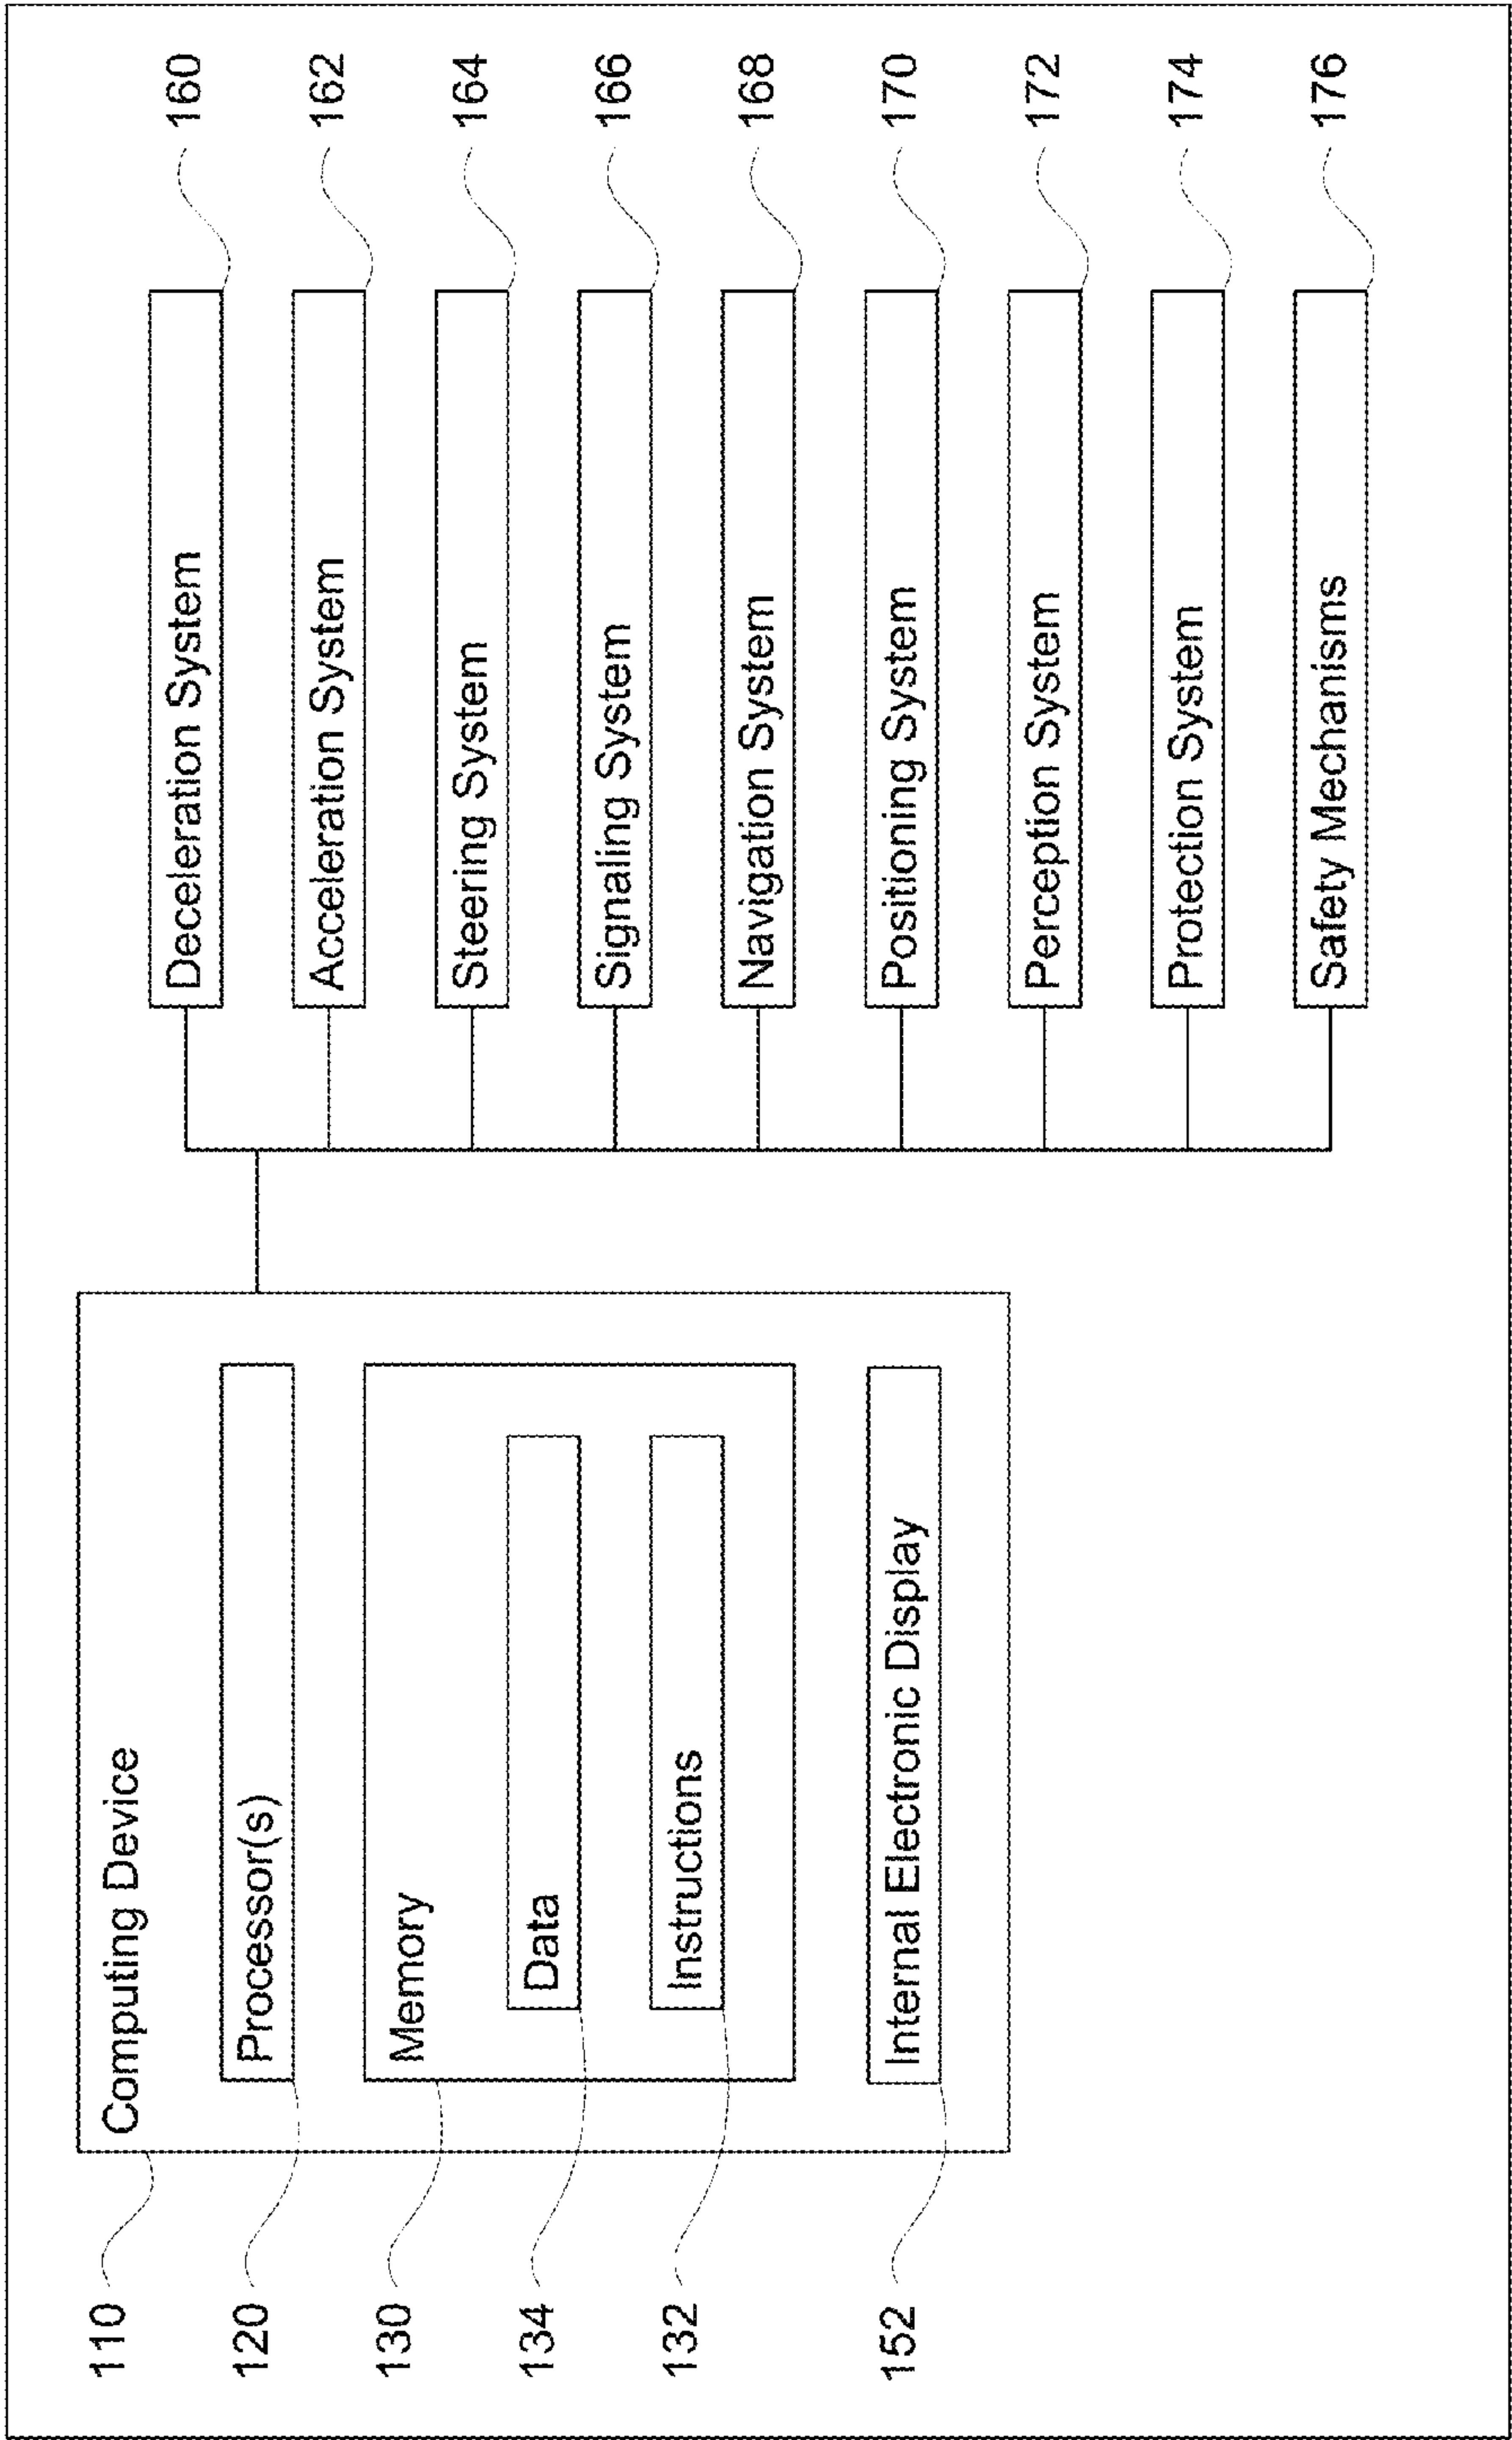 110
Computing Device
120
Processor(s)
130
Memory
134
Data
132
Instructions
152
Internal Electronic Display
Deceleration System
160
Acceleration System
162
Steering System
164
Signaling System
166
Navigation System
168
Positioning System
170
Perception System
172
Protection System
174
Safety Mechanisms
176